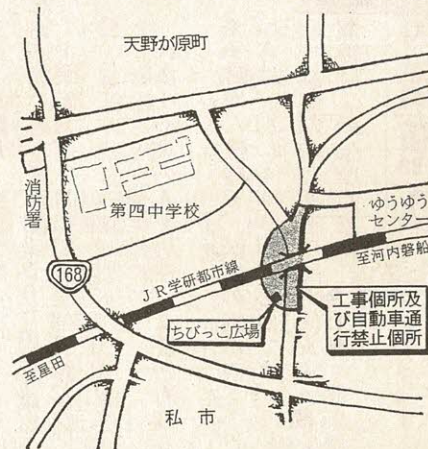 天野が原町
消防署
第四中学校
ゆうゆう
センター
至河内磐船
168
JR学研都市線
工事個所及
び自動車通
行禁止個所
ちびっこ広場
至星田
私市